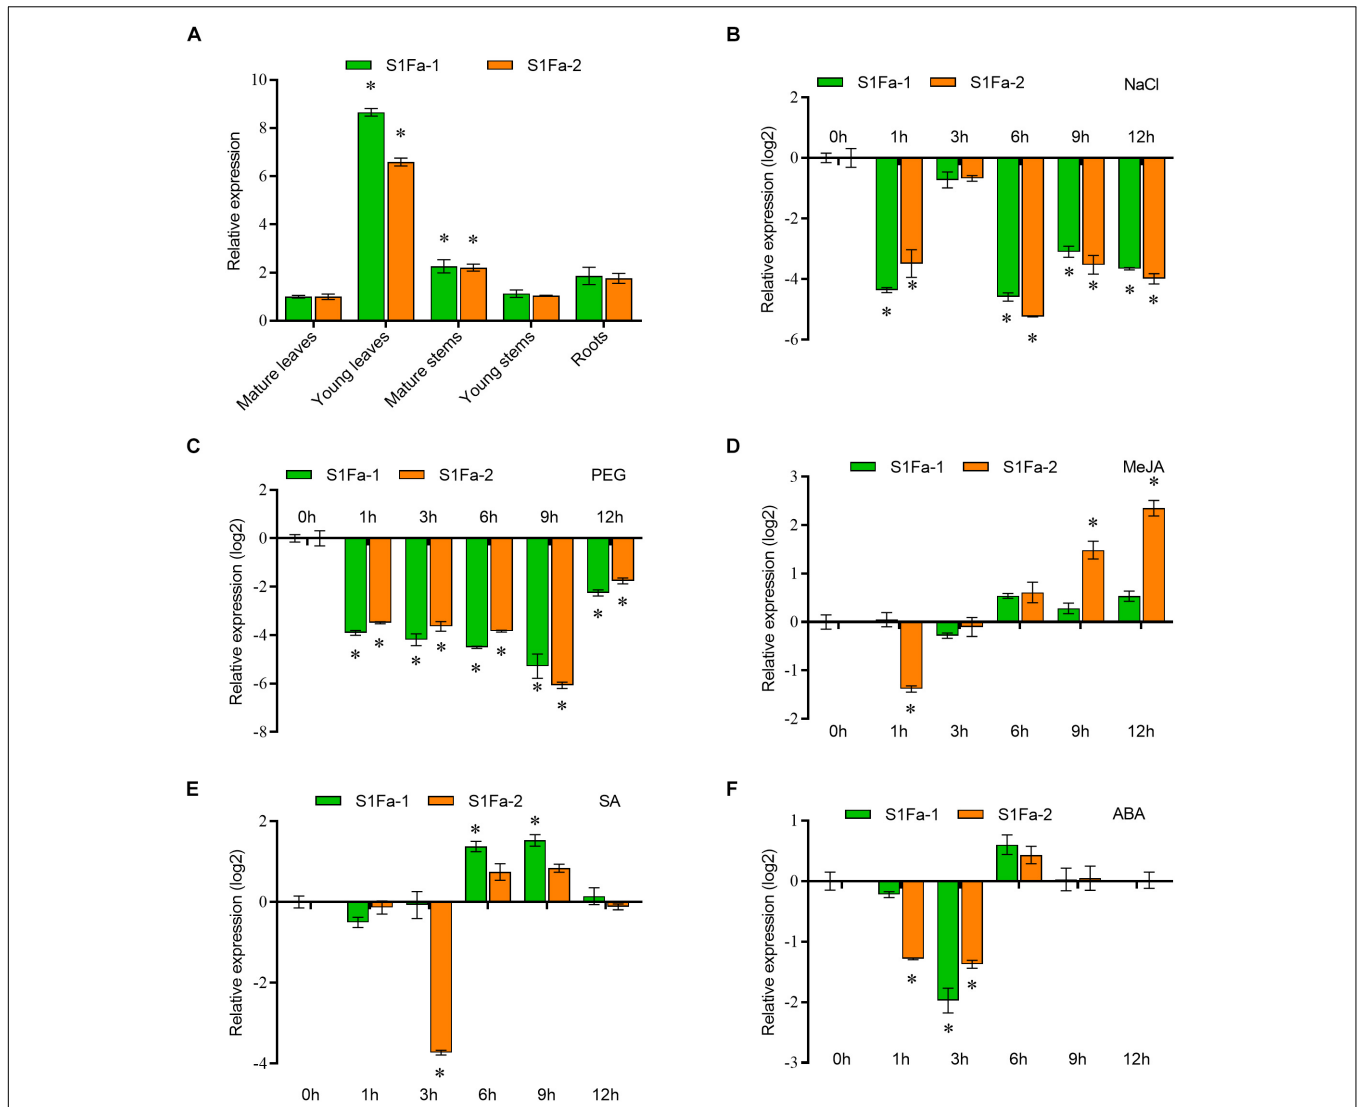 A
S1Fa-1 S1Fa-2
Relative expression
10
8
6
4
2
0
Mature leaves Young leaves Mature stems Young stems Roots
B
S1Fa-1 S1Fa-2 NaCl
Relative expression (log2)
2
0h 1h 3h 6h 9h 12h
0
-2
-4
-6
C
S1Fa-1 S1Fa-2 PEG
Relative expression (log2)
2
0h 1h 3h 6h 9h 12h
0
-2
-4
-6
-8
D
S1Fa-1 S1Fa-2 MeJA
Relative expression (log2)
3
2
1
0
-1
-2
0h 1h 3h 6h 9h 12h
E
S1Fa-1 S1Fa-2 SA
Relative expression (log2)
2
0
-2
-4
0h 1h 3h 6h 9h 12h
F
S1Fa-1 S1Fa-2 ABA
Relative expression (log2)
1
0
-1
-2
-3
0h 1h 3h 6h 9h 12h